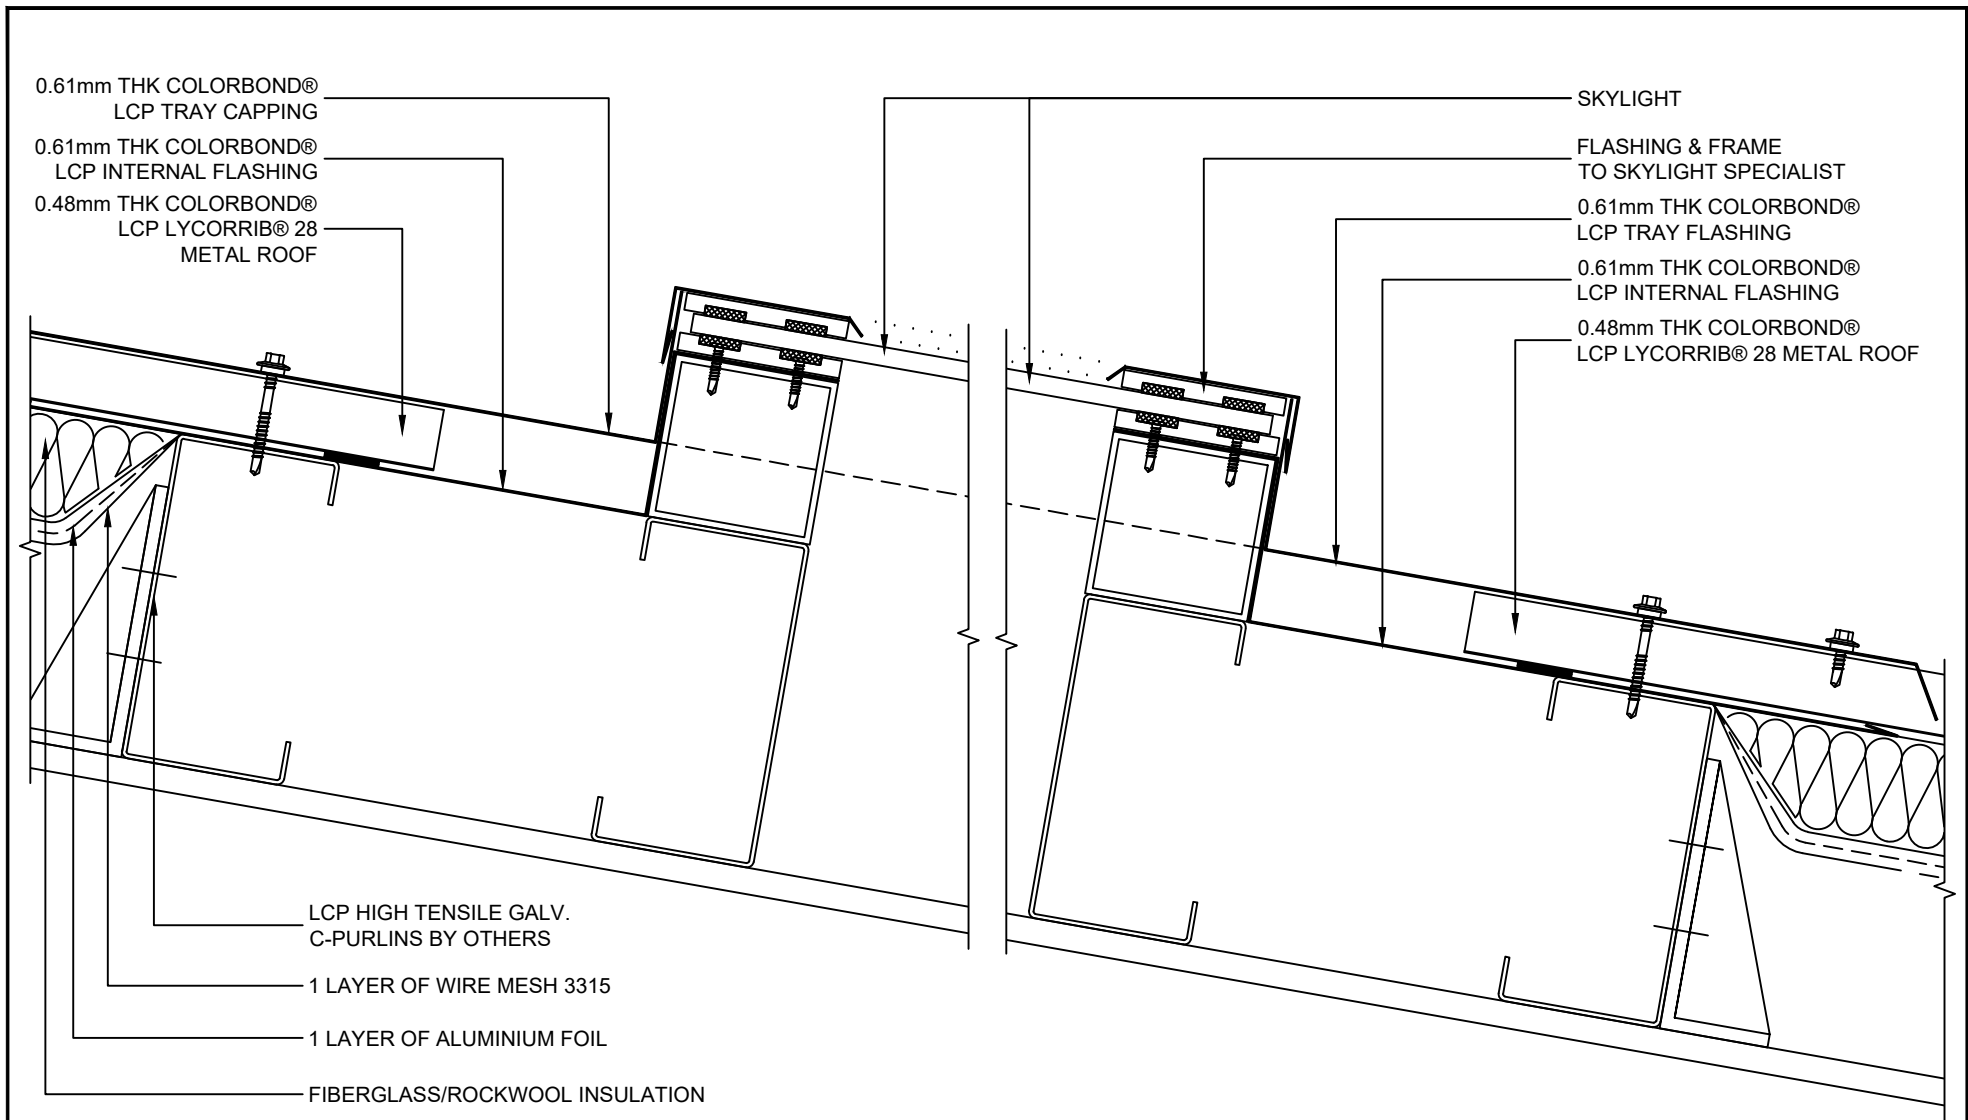 0.61mm THK COLORBOND®
LCP TRAY CAPPING
0.61mm THK COLORBOND®
LCP INTERNAL FLASHING
0.48mm THK COLORBOND®
LCP LYCORRIB® 28
METAL ROOF
SKYLIGHT
FLASHING & FRAME
TO SKYLIGHT SPECIALIST
0.61mm THK COLORBOND®
LCP TRAY FLASHING
0.61mm THK COLORBOND®
LCP INTERNAL FLASHING
0.48mm THK COLORBOND®
LCP LYCORRIB® 28 METAL ROOF
LCP HIGH TENSILE GALV.
C-PURLINS BY OTHERS
1 LAYER OF WIRE MESH 3315
1 LAYER OF ALUMINIUM FOIL
FIBERGLASS/ROCKWOOL INSULATION